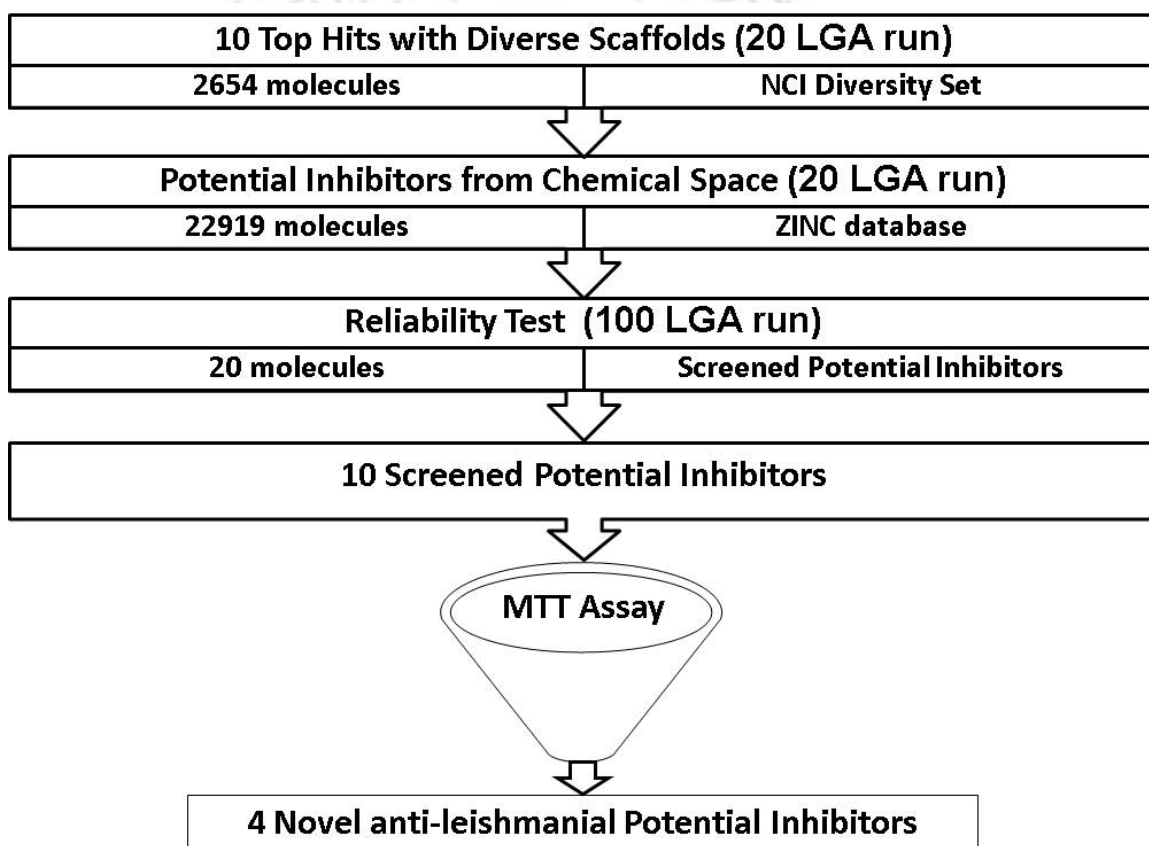 10 Top Hits with Diverse Scaffolds (20 LGA run)
2654 molecules NCI Diversity Set
Potential Inhibitors from Chemical Space (20 LGA run)
22919 molecules ZINC database
Reliability Test (100 LGA run)
20 molecules Screened Potential Inhibitors
10 Screened Potential Inhibitors
MTT Assay
4 Novel anti-leishmanial Potential Inhibitors